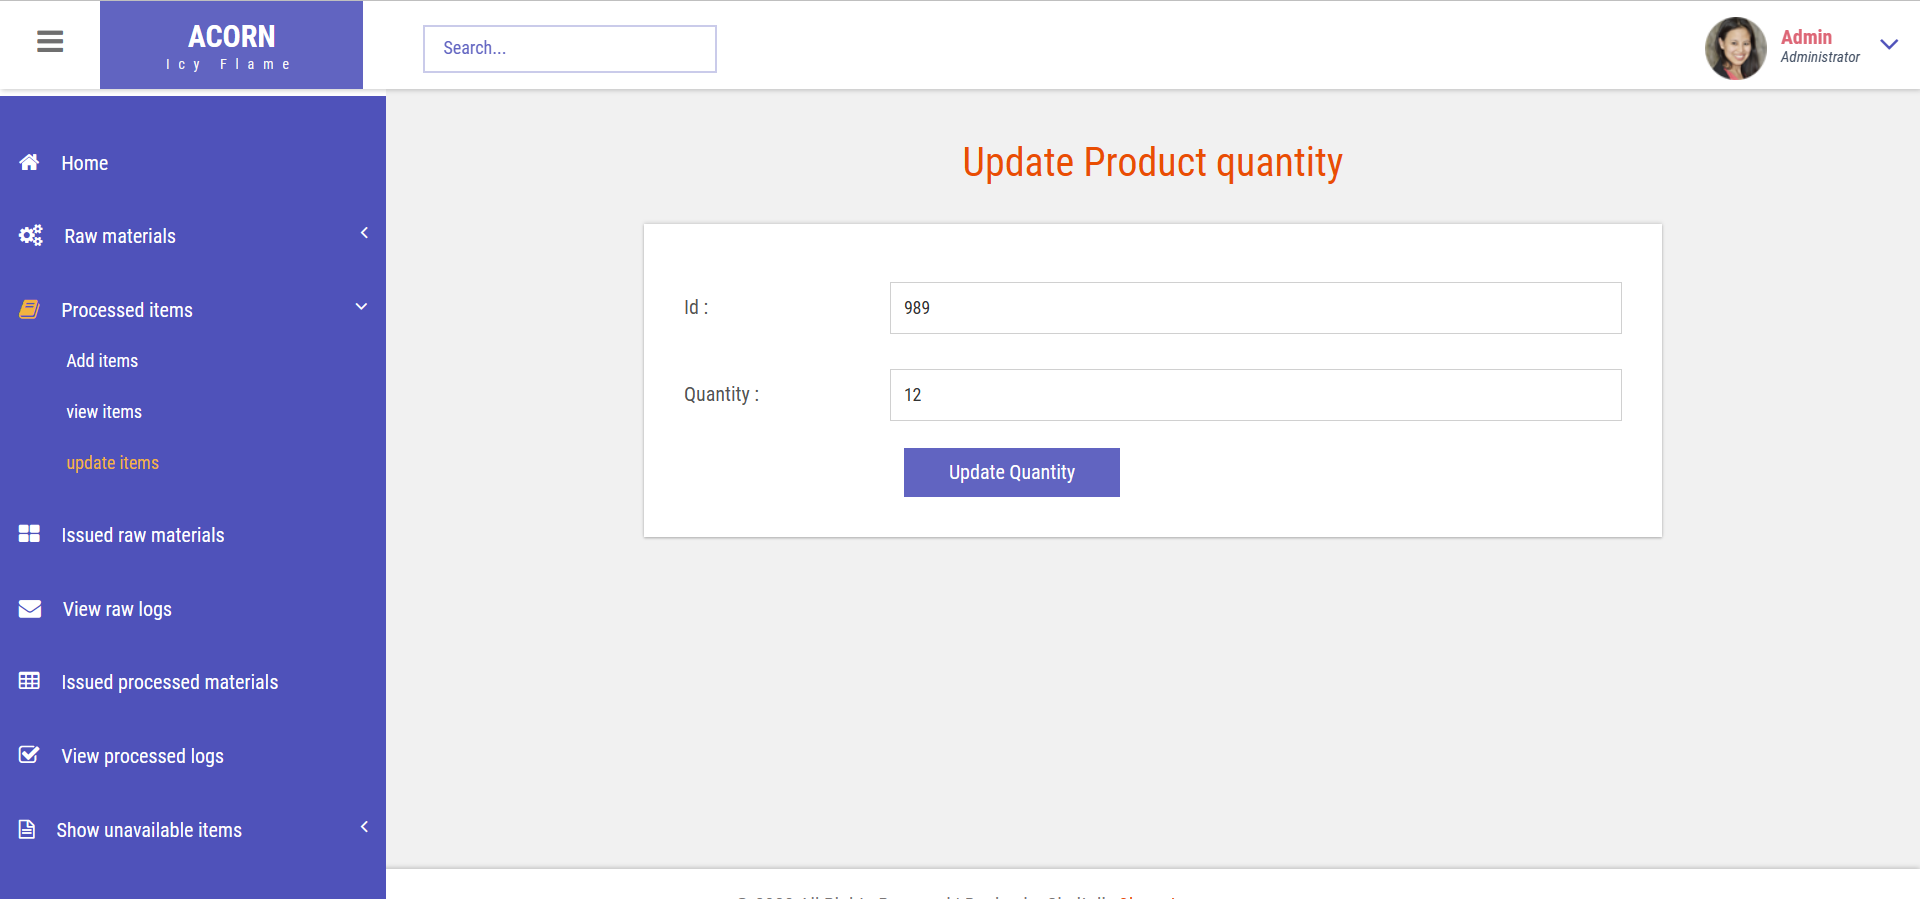 ACORN
Icy Flame
Search...
Admin
Administrator
Home
Raw materials
Processed items
Add items
view items
update items
Issued raw materials
View raw logs
Issued processed materials
View processed logs
Show unavailable items
Update Product quantity
Id :
989
Quantity :
12
Update Quantity